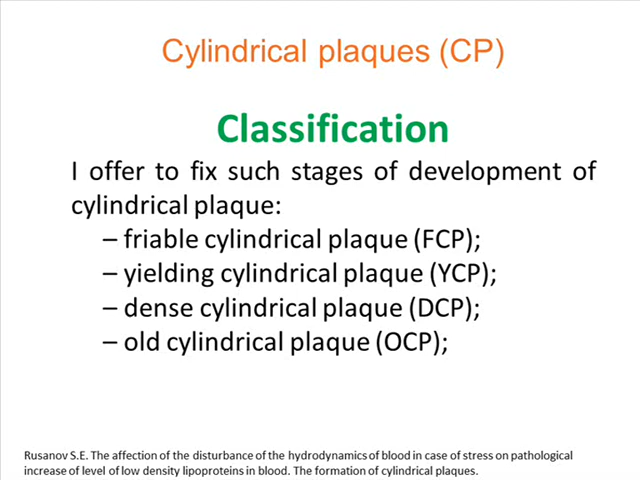 Cylindrical plaques (CP)
Classification
I offer to fix such stages of development of
cylindrical plaque:
– friable cylindrical plaque (FCP);
– yielding cylindrical plaque (YCP);
– dense cylindrical plaque (DCP);
– old cylindrical plaque (OCP);
Rusanov S.E. The affection of the disturbance of the hydrodynamics of blood in case of stress on pathological
increase of level of low density lipoproteins in blood. The formation of cylindrical plaques.